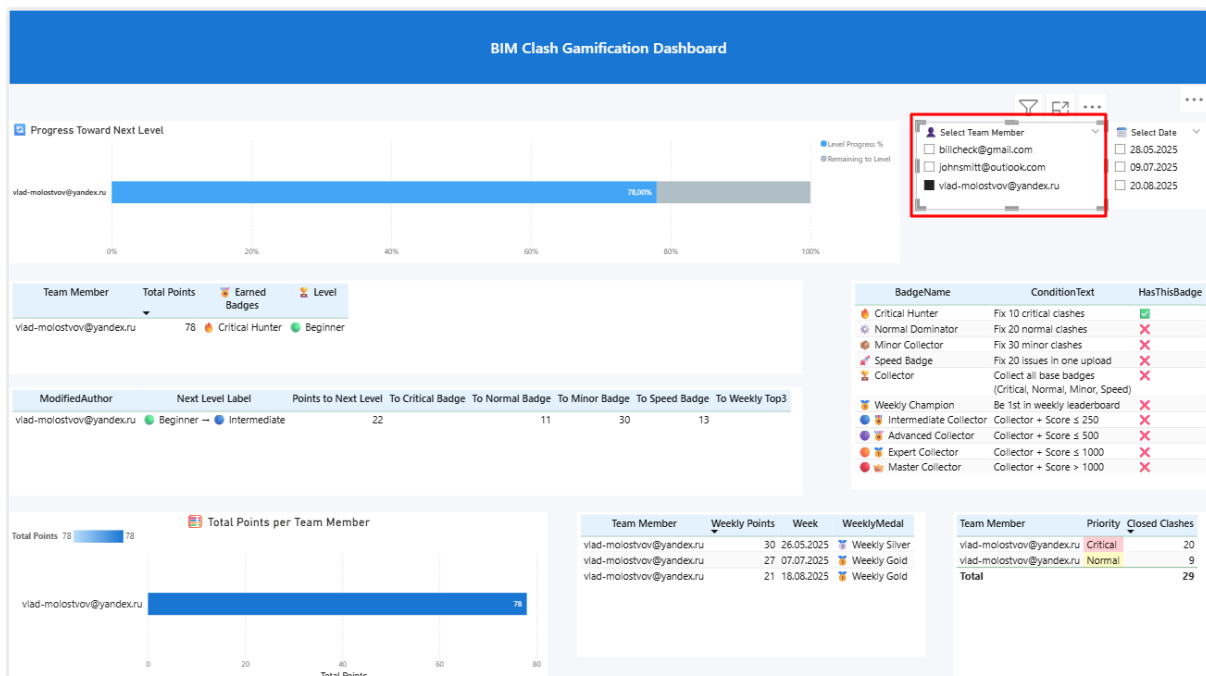 BIM Clash Gamification Dashboard
Progress Toward Next Level
Level Progress %
Remaining to Level
vlad-molostvov@yandex.ru
78,00%
0% 20% 40% 60% 80% 100%
Select Team Member
billcheck@gmail.com
johnsmitt@outlook.com
vlad-molostvov@yandex.ru
Select Date
28.05.2025
09.07.2025
20.08.2025
Team Member Total Points Earned Badges Level
vlad-molostvov@yandex.ru 78 Critical Hunter Beginner
ModifiedAuthor Next Level Label Points to Next Level To Critical Badge To Normal Badge To Minor Badge To Speed Badge To Weekly Top3
vlad-molostvov@yandex.ru Beginner → Intermediate 22 11 30 13
BadgeName ConditionText HasThisBadge
Critical Hunter Fix 10 critical clashes ✅
Normal Dominator Fix 20 normal clashes ❌
Minor Collector Fix 30 minor clashes ❌
Speed Badge Fix 20 issues in one upload ❌
Collector Collect all base badges ❌
(Critical, Normal, Minor, Speed)
Weekly Champion Be 1st in weekly leaderboard ❌
Intermediate Collector Collector + Score ≤ 250 ❌
Advanced Collector Collector + Score ≤ 500 ❌
Expert Collector Collector + Score ≤ 1000 ❌
Master Collector Collector + Score > 1000 ❌
Total Points per Team Member
Total Points 78 78
vlad-molostvov@yandex.ru
78
0 20 40 60 80
Total Points
Team Member Weekly Points Week WeeklyMedal
vlad-molostvov@yandex.ru 30 26.05.2025 Weekly Silver
vlad-molostvov@yandex.ru 27 07.07.2025 Weekly Gold
vlad-molostvov@yandex.ru 21 18.08.2025 Weekly Gold
Team Member Priority Closed Clashes
vlad-molostvov@yandex.ru Critical 20
vlad-molostvov@yandex.ru Normal 9
Total 29